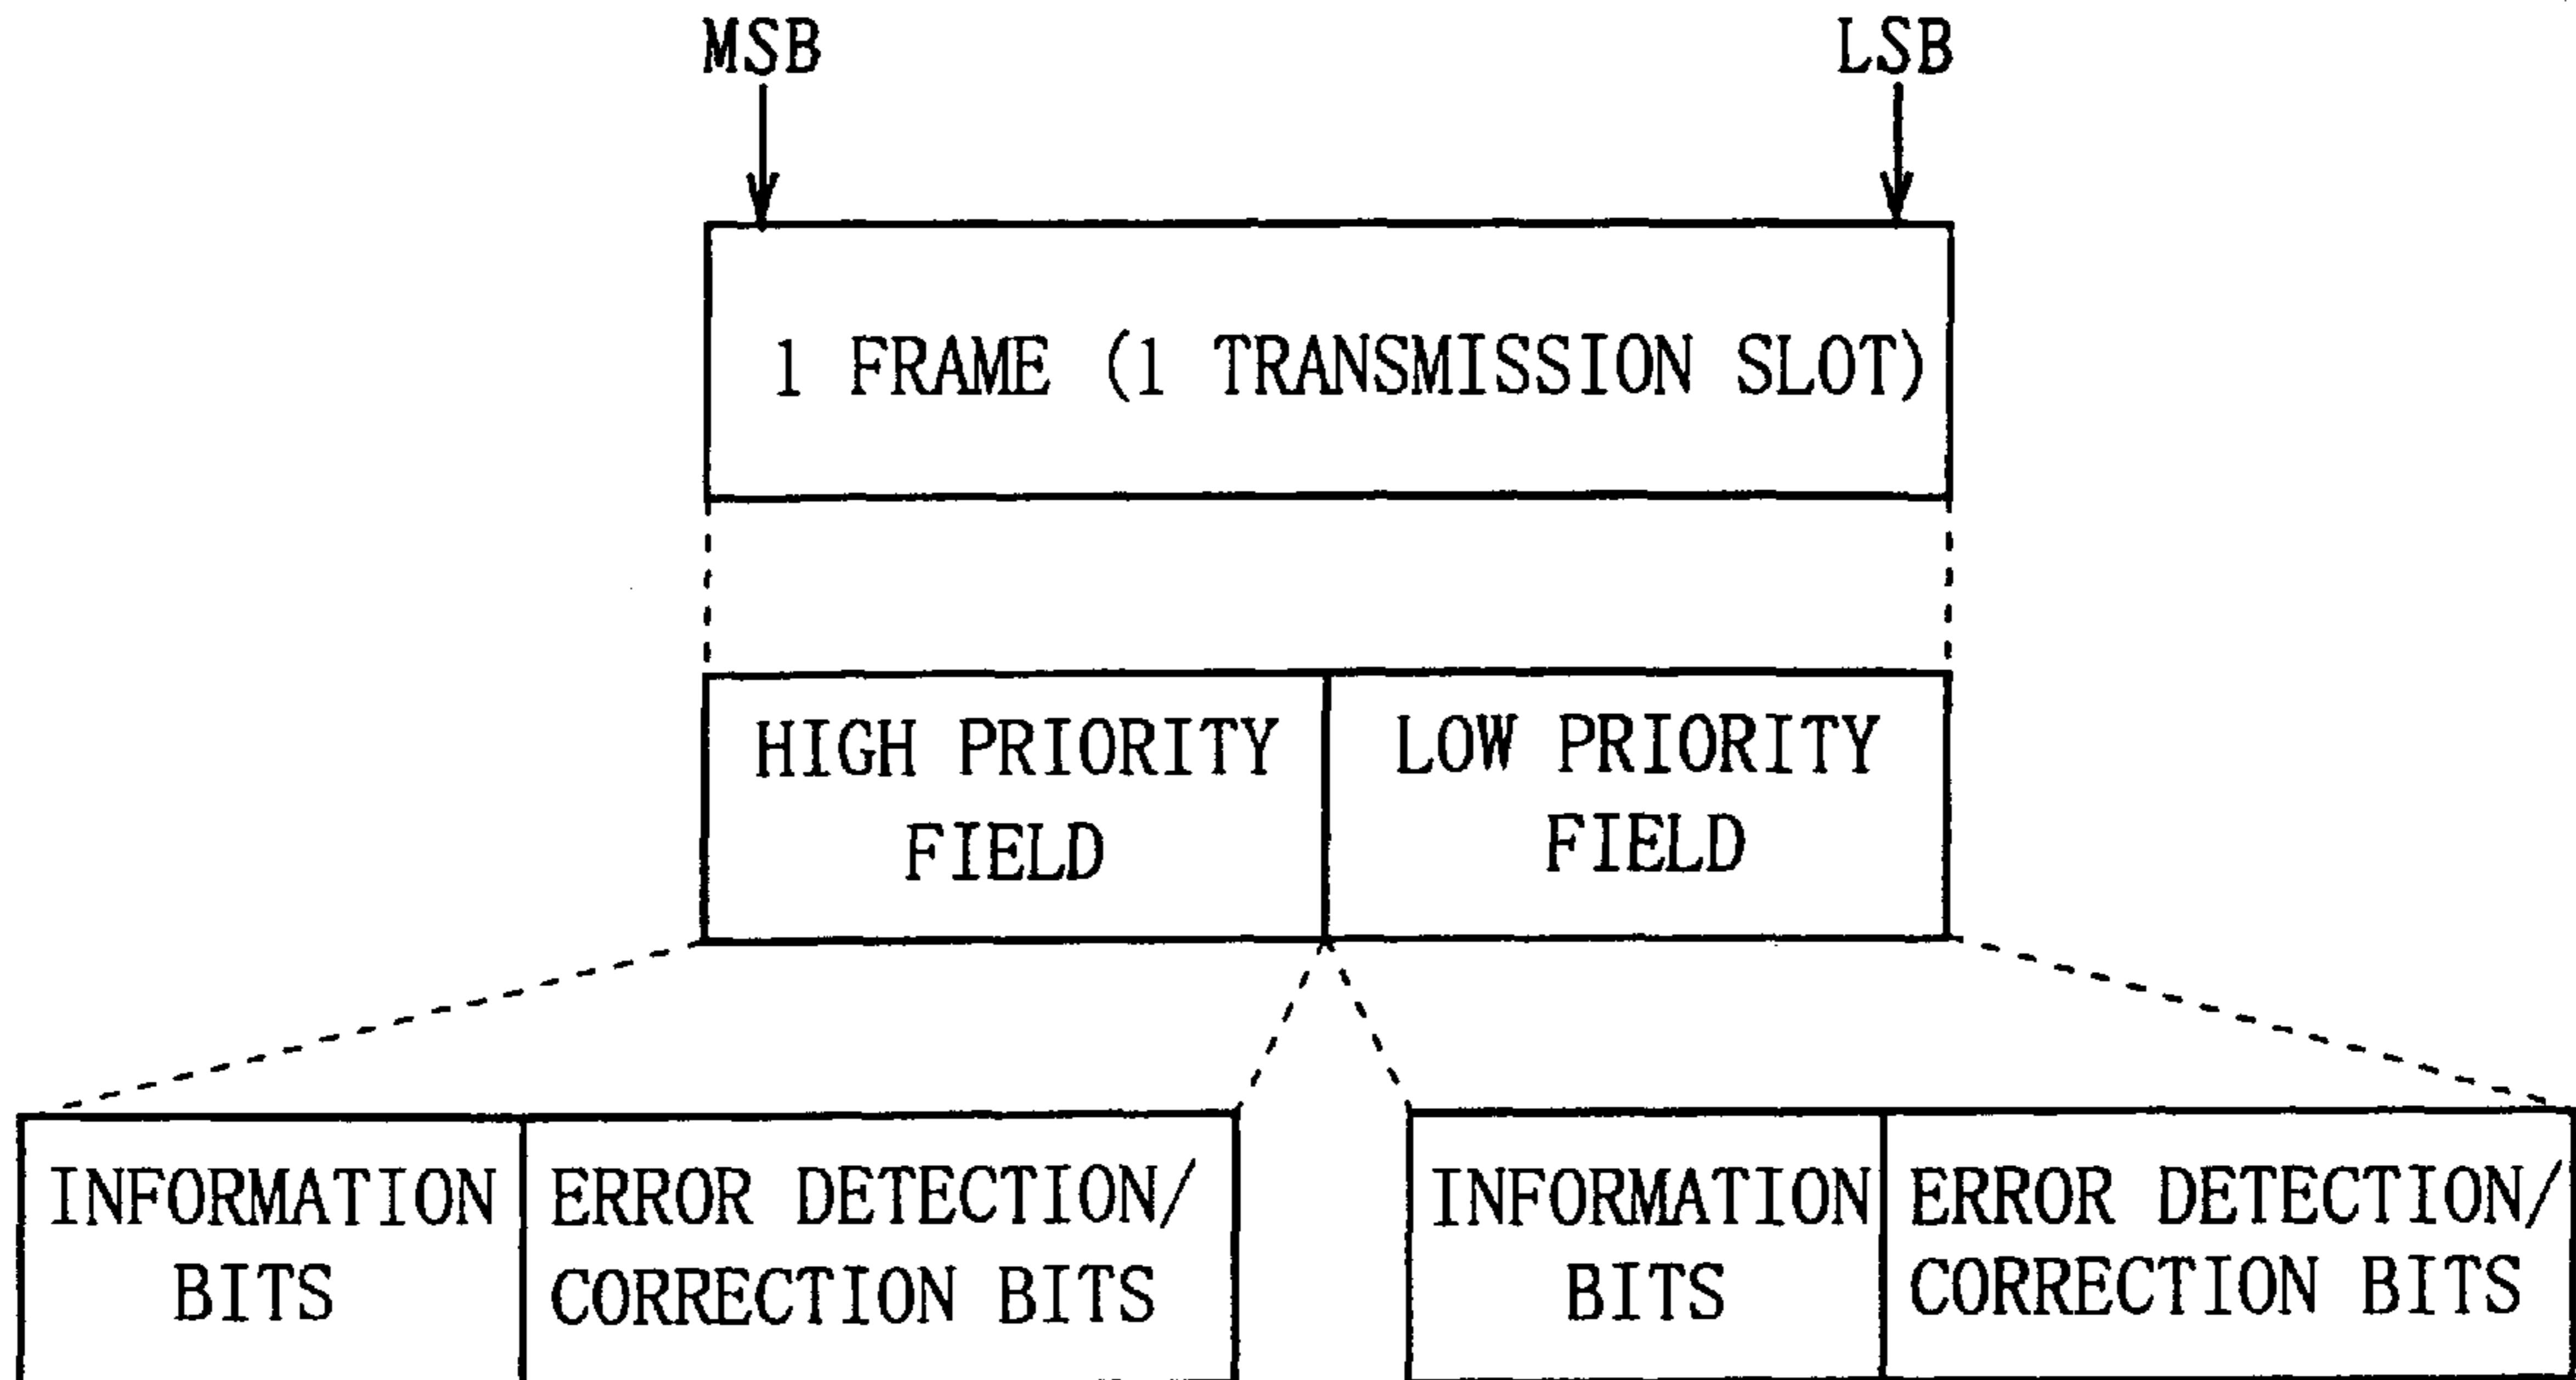 MSB
LSB
1 FRAME (1 TRANSMISSION SLOT)
HIGH PRIORITY
FIELD
LOW PRIORITY
FIELD
INFORMATION
BITS
ERROR DETECTION/
CORRECTION BITS
INFORMATION
BITS
ERROR DETECTION/
CORRECTION BITS